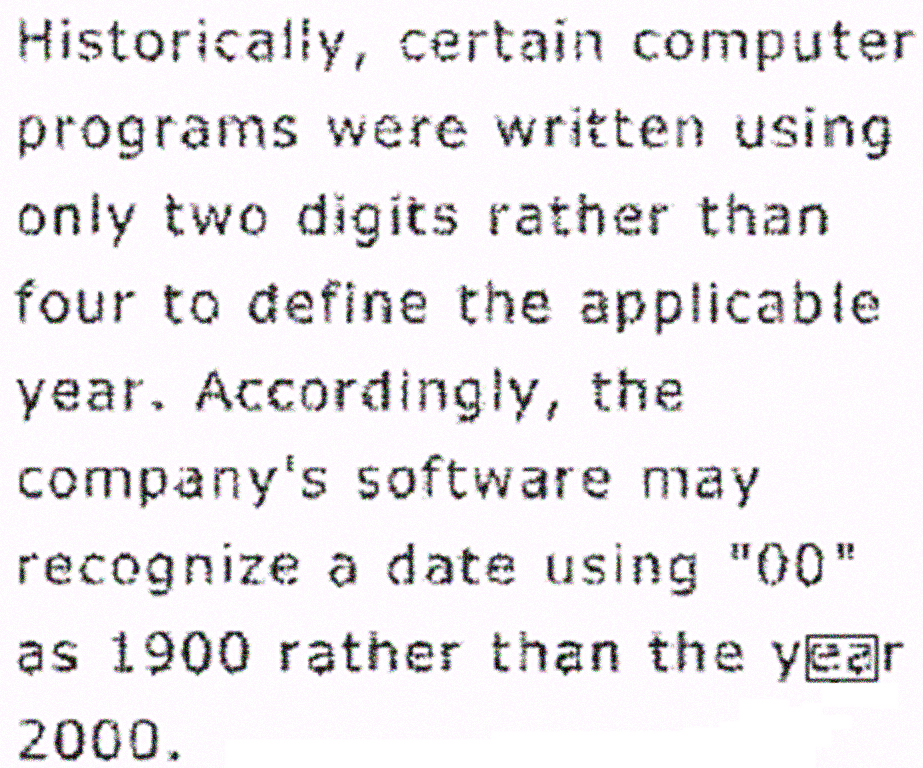 Historically, certain computer
programs were written using
only two digits rather than
four to define the applicable
year. Accordingly, the
company's software may
recognize a date using "00"
as 1900 rather than the year
2000.